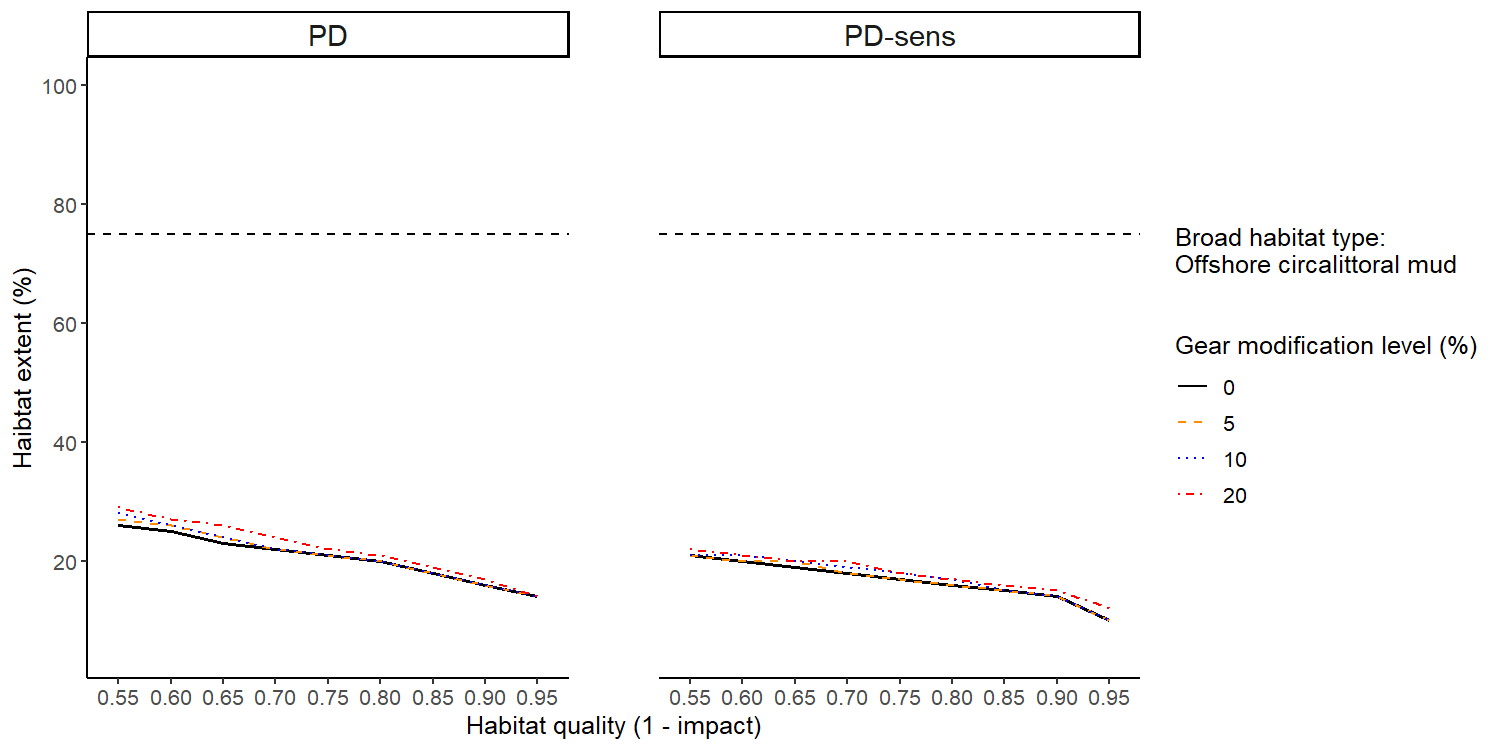 PD
PD-sens
100
80
60
40
20
Haibtat extent (%)
0.55 0.60 0.65 0.70 0.75 0.80 0.85 0.90 0.95
0.55 0.60 0.65 0.70 0.75 0.80 0.85 0.90 0.95
Habitat quality (1 - impact)
Broad habitat type:
Offshore circalittoral mud
Gear modification level (%)
0
5
10
20